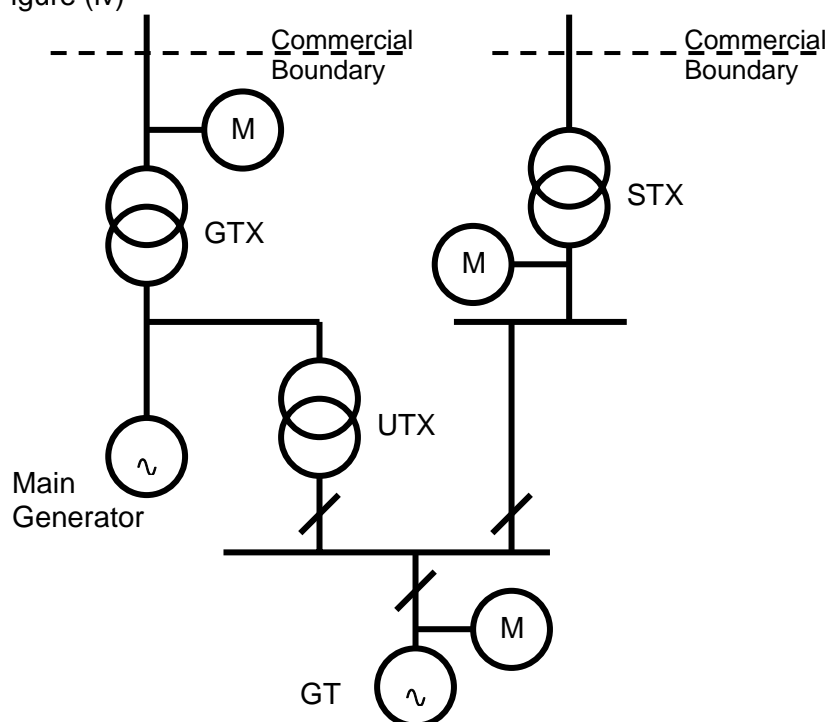 igure (iv)
Commercial
Boundary
Commercial
Boundary
M
GTX
STX
M
UTX
Main
Generator
M
GT